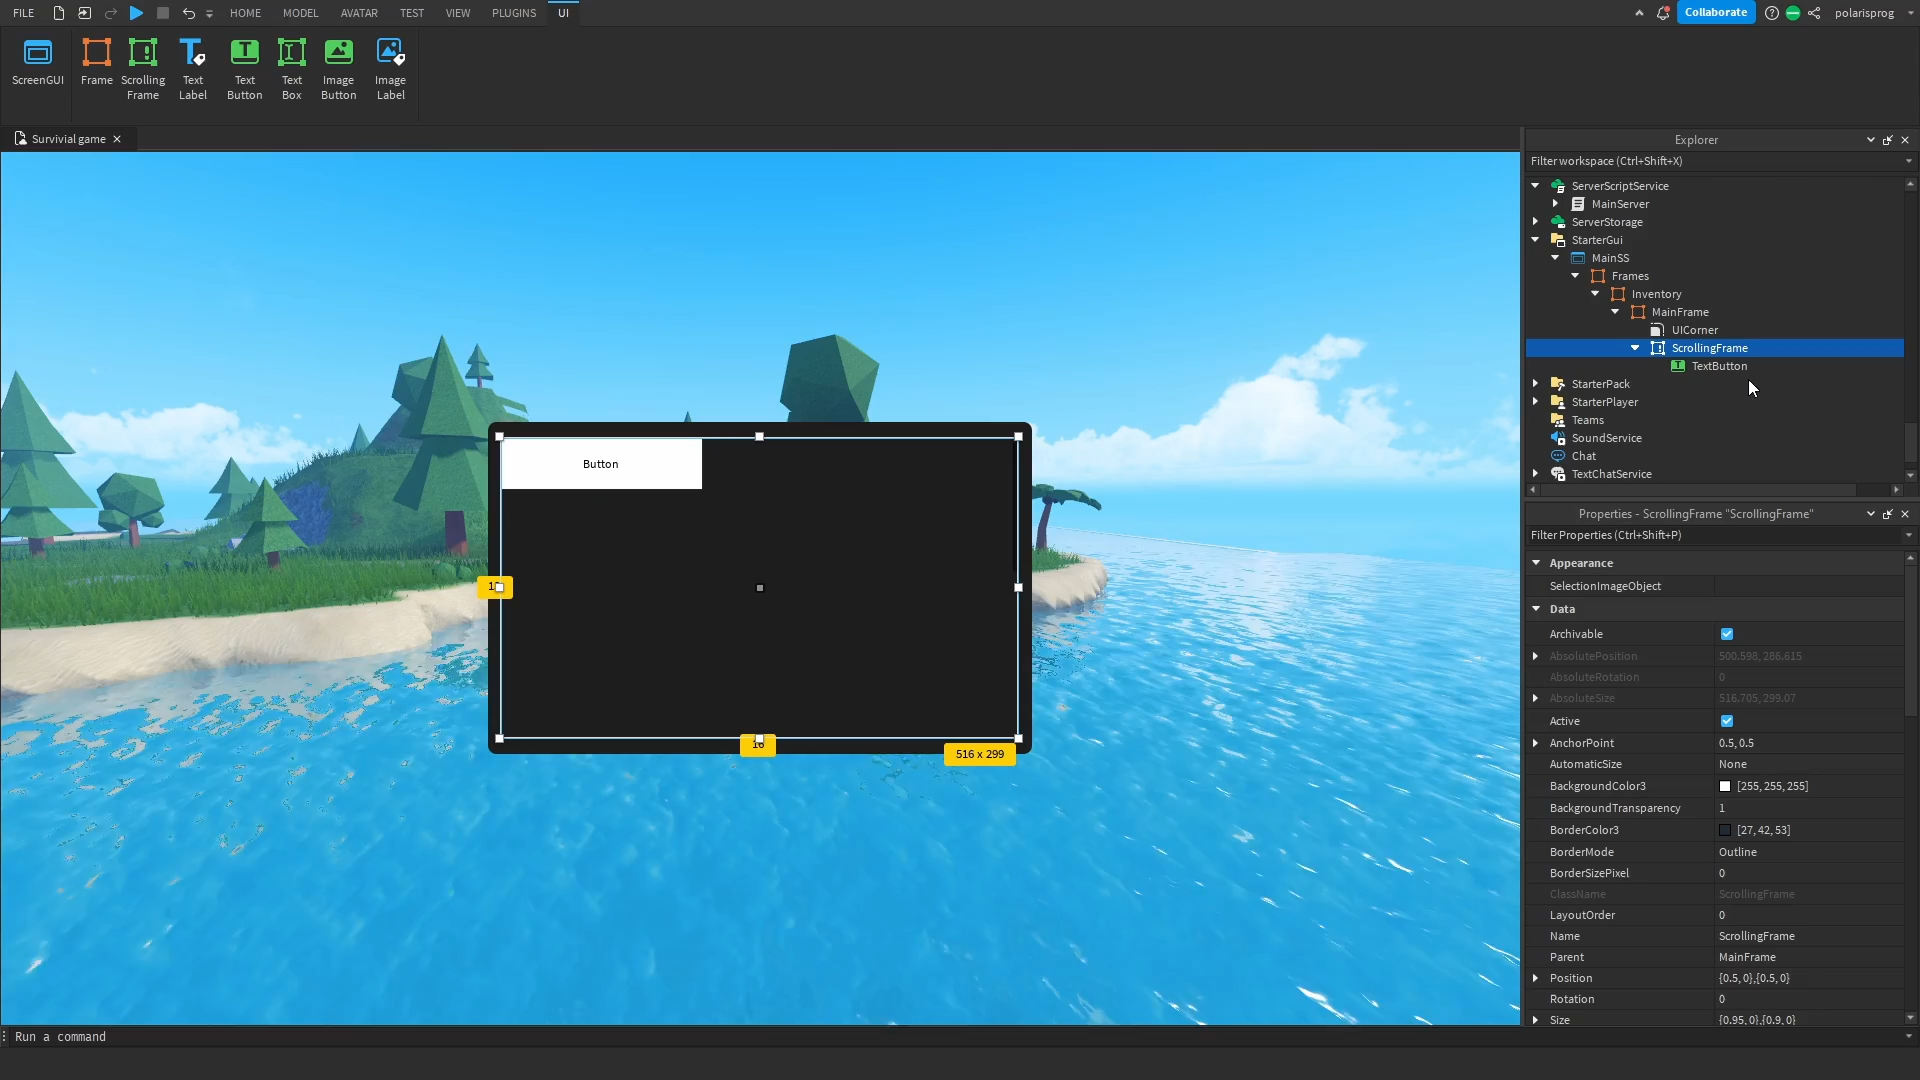 FILE HOME MODEL AVATAR TEST VIEW PLUGINS UI Collaborate polarisprog
ScreenGUI
Frame
Scrolling
Frame
Text
Label
Text
Button
Text
Box
Image
Button
Image
Label
Survivial game
Explorer
Filter workspace (Ctrl+Shift+X)
ServerScriptService
MainServer
ServerStorage
StarterGui
MainSS
Frames
Inventory
MainFrame
UICorner
ScrollingFrame
TextButton
StarterPack
StarterPlayer
Teams
SoundService
Chat
TextChatService
Button
16
516 x 299
Properties - ScrollingFrame "ScrollingFrame"
Filter Properties (Ctrl+Shift+P)
Appearance
SelectionImageObject
Data
Archivable
AbsolutePosition 500.598, 286.615
AbsoluteRotation 0
AbsoluteSize 516.705, 299.07
Active
AnchorPoint 0.5, 0.5
AutomaticSize None
BackgroundColor3 [255, 255, 255]
BackgroundTransparency 1
BorderColor3 [27, 42, 53]
BorderMode Outline
BorderSizePixel 0
ClassName ScrollingFrame
LayoutOrder 0
Name ScrollingFrame
Parent MainFrame
Position {0.5, 0},{0.5, 0}
Rotation 0
Size {0.95, 0},{0.9, 0}
Run a command